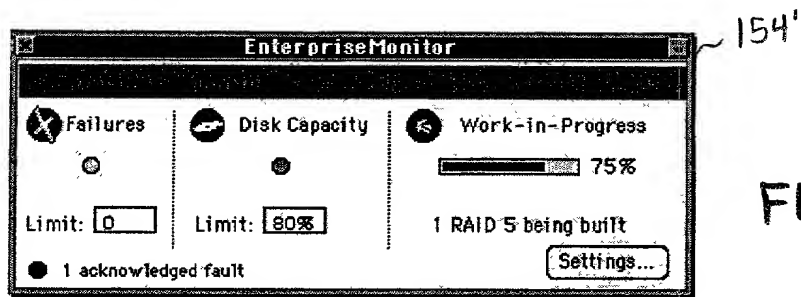 EnterpriseMonitor
154'
Failures
Disk Capacity
Work-in-Progress
75%
Limit: 0
Limit: 80%
1 RAID 5 being built
1 acknowledged fault
Settings...